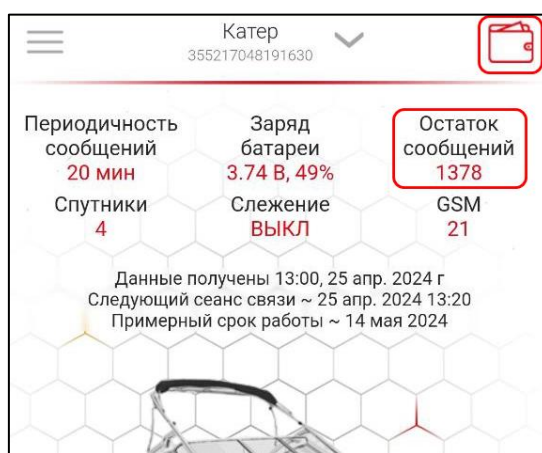 Катер
355217048191630
Периодичность сообщений
20 мин
Заряд батареи
3.74 В, 49%
Остаток сообщений
1378
Спутники
4
Слежение
ВЫКЛ
GSM
21
Данные получены 13:00, 25 апр. 2024 г
Следующий сеанс связи ~ 25 апр. 2024 13:20
Примерный срок работы ~ 14 мая 2024